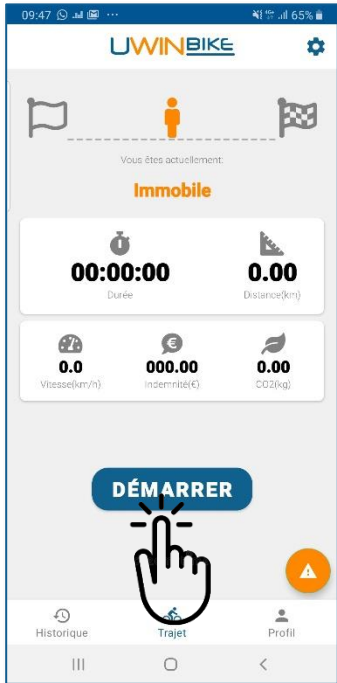 09:47 65%
UWINBIKE
Vous êtes actuellement:
Immobile
00:00:00 0.00
Durée Distance(km)
0.0 000.00 0.00
Vitesse(km/h) Indemnité(€) CO2(kg)
DÉMARRER
Historique Trajet Profil